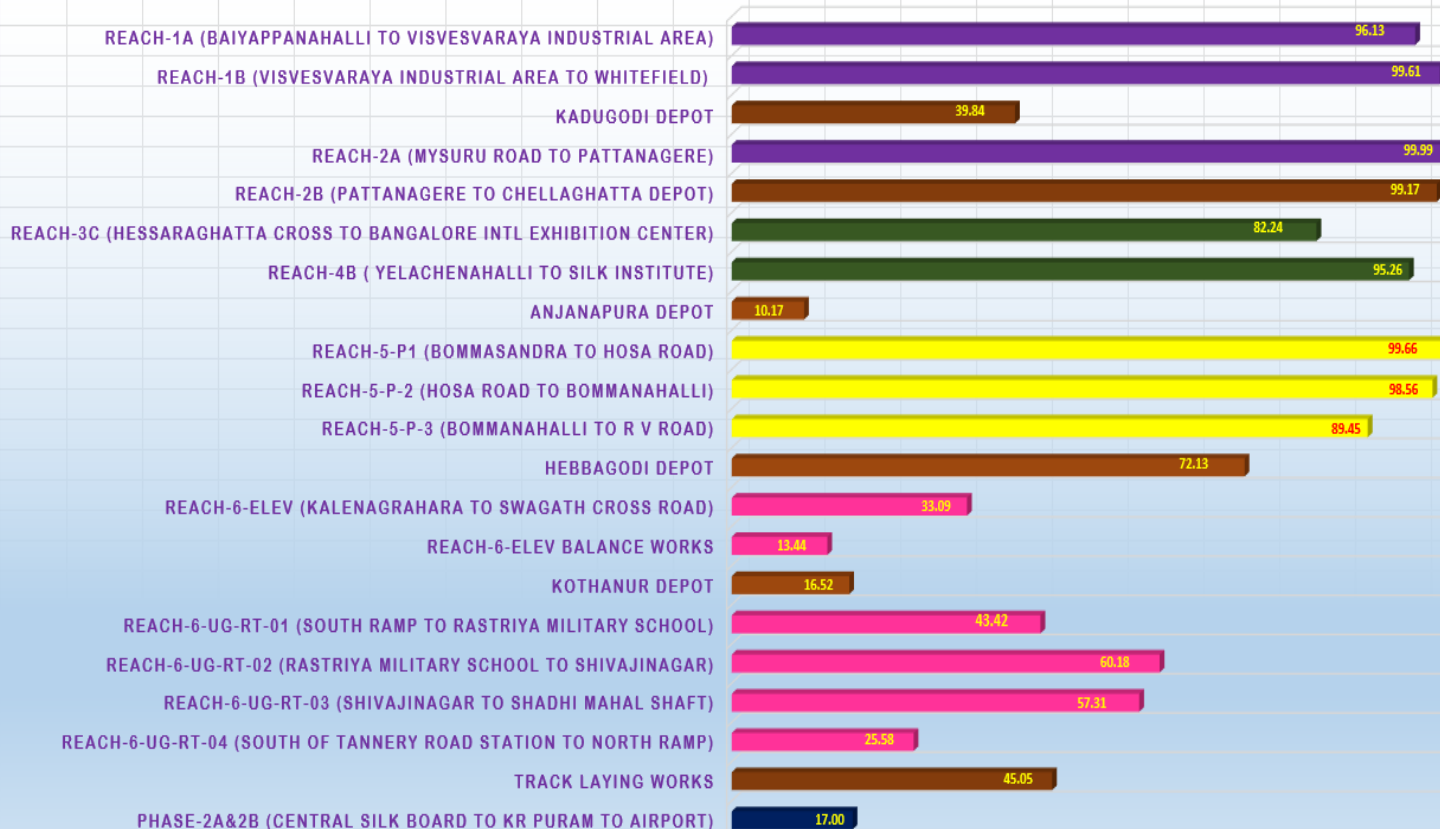 REACH-1A (BAIYAPPANAHALLI TO VISVESVARAYA INDUSTRIAL AREA) 96.13
REACH-1B (VISVESVARAYA INDUSTRIAL AREA TO WHITEFIELD) 99.61
KADUGODI DEPOT 39.84
REACH-2A (MYSURU ROAD TO PATTANAGERE) 99.99
REACH-2B (PATTANAGERE TO CHELLAGHATTA DEPOT) 99.17
REACH-3C (HESSARAGHATTA CROSS TO BANGALORE INTL EXHIBITION CENTER) 82.24
REACH-4B ( YELACHENAHALLI TO SILK INSTITUTE) 95.26
ANJANAPURA DEPOT 10.17
REACH-5-P1 (BOMMASANDRA TO HOSA ROAD) 99.66
REACH-5-P-2 (HOSA ROAD TO BOMMANAHALLI) 98.56
REACH-5-P-3 (BOMMANAHALLI TO R V ROAD) 89.45
HEBBAGODI DEPOT 72.13
REACH-6-ELEV (KALENAGRAHARA TO SWAGATH CROSS ROAD) 33.09
REACH-6-ELEV BALANCE WORKS 13.44
KOTHANUR DEPOT 16.52
REACH-6-UG-RT-01 (SOUTH RAMP TO RASTRIYA MILITARY SCHOOL) 43.42
REACH-6-UG-RT-02 (RASTRIYA MILITARY SCHOOL TO SHIVAJINAGAR) 60.18
REACH-6-UG-RT-03 (SHIVAJINAGAR TO SHADHI MAHAL SHAFT) 57.31
REACH-6-UG-RT-04 (SOUTH OF TANNERY ROAD STATION TO NORTH RAMP) 25.58
TRACK LAYING WORKS 45.05
PHASE-2A&2B (CENTRAL SILK BOARD TO KR PURAM TO AIRPORT) 17.00